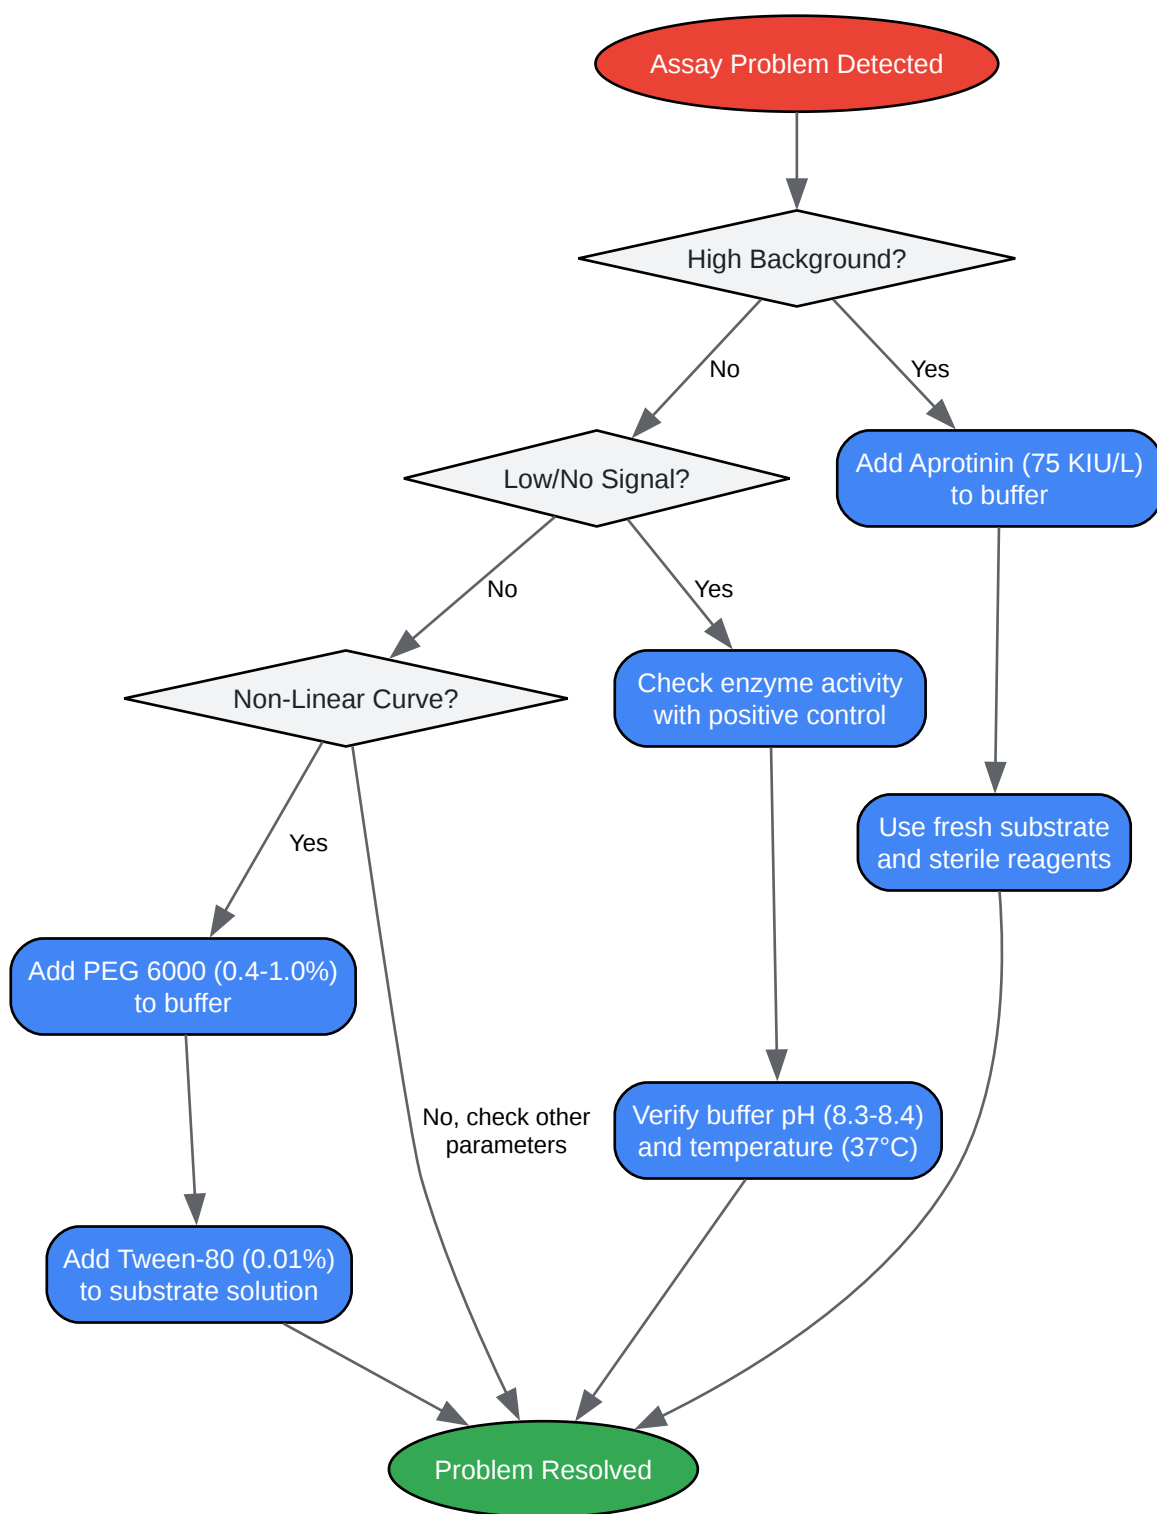 Assay Problem Detected
High Background?
No
Yes
Low/No Signal?
Add Aprotinin (75 KIU/L)
to buffer
No
Yes
Non-Linear Curve?
Check enzyme activity
with positive control
Yes
Use fresh substrate
and sterile reagents
Add PEG 6000 (0.4-1.0%)
to buffer
No, check other
parameters
Verify buffer pH (8.3-8.4)
and temperature (37°C)
Add Tween-80 (0.01%)
to substrate solution
Problem Resolved